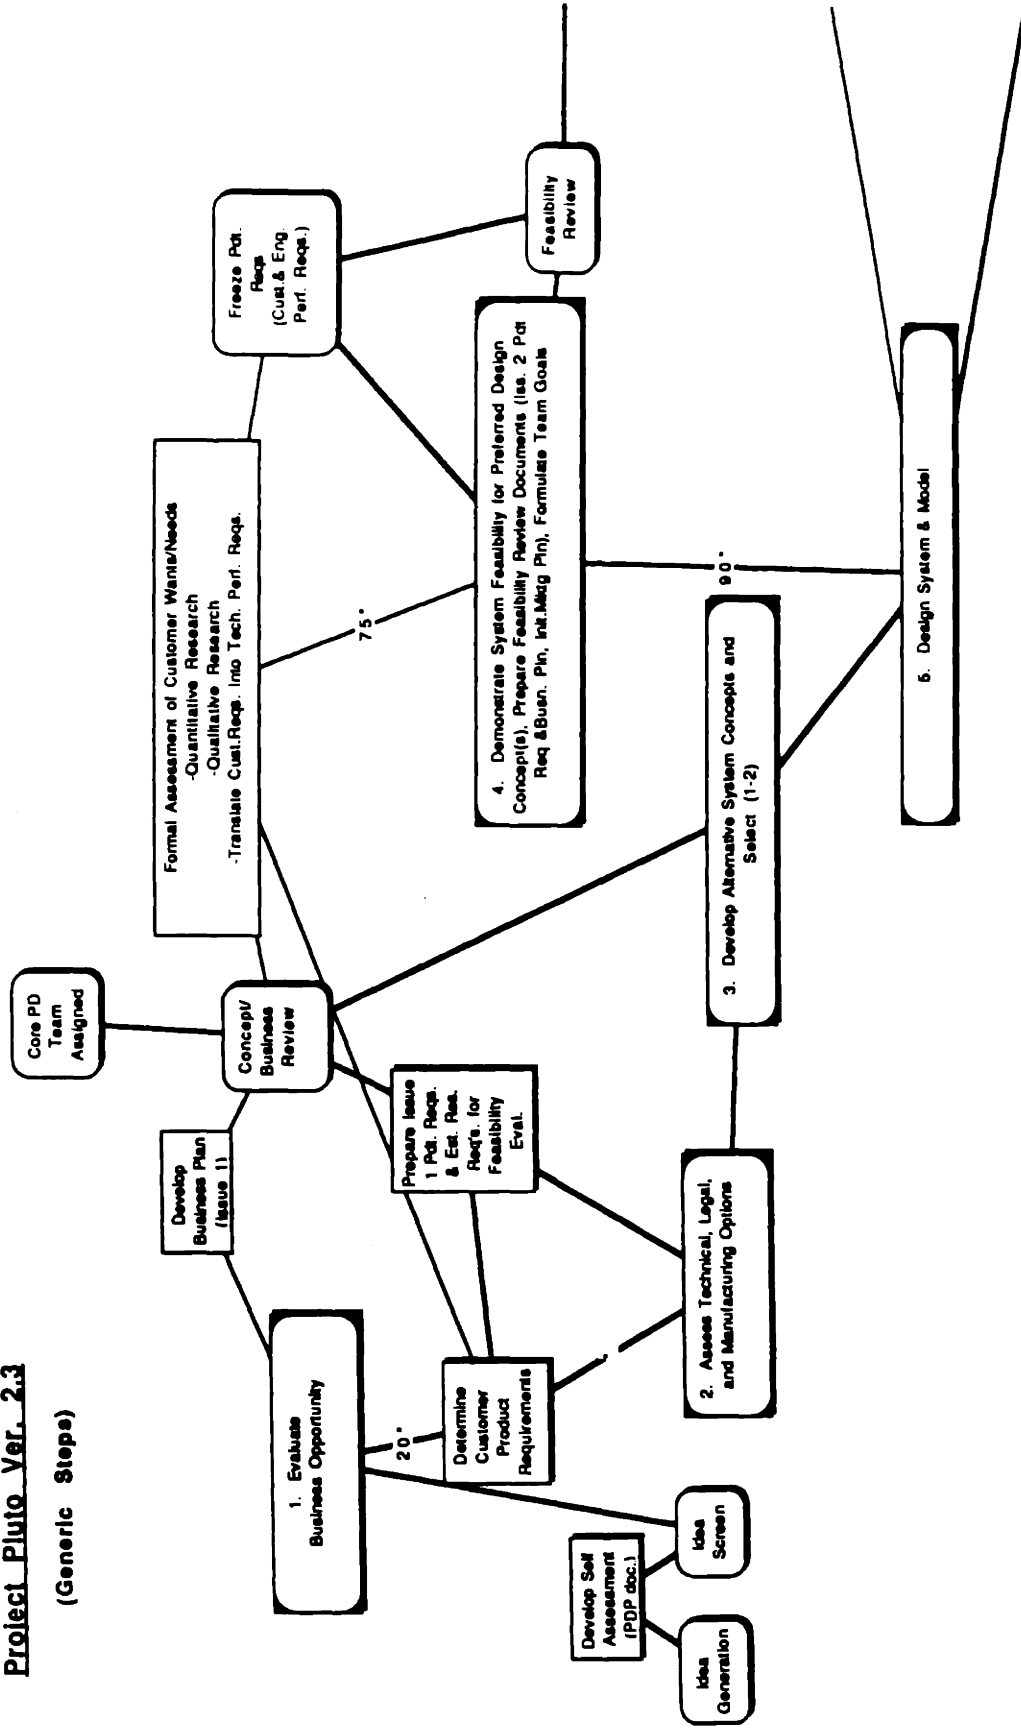 Project Pluto Ver. 2.3
(Generic Steps)
Core PD
Team
Assigned
Develop
Business Plan
(Issue 1)
Concept/
Business
Review
Formal Assessment of Customer Wants/Needs
-Quantitative Research
-Qualitative Research
-Translate Cust.Reqs. Into Tech. Perf. Reqs.
Freeze Pdt.
Reqs
(Cust.& Eng.
Perf. Reqs.)
1. Evaluate
Business Opportunity
20*
Determine
Customer
Product
Requirements
Prepare Issue
1 Pdt. Reqs.
& Est. Res.
Req's. for
Feasibility
Eval.
75*
4. Demonstrate System Feasibility for Preferred Design
Concept(s), Prepare Feasibility Review Documents (Iss. 2 Pdt
Req &Busn. Pln, Init.Mktg Pln), Formulate Team Goals
Feasibility
Review
Develop Self
Assessment
(PDP doc.)
Idea
Generation
Idea
Screen
2. Assess Technical, Legal,
and Manufacturing Options
3. Develop Alternative System Concepts and
Select (1-2)
90*
5. Design System & Model